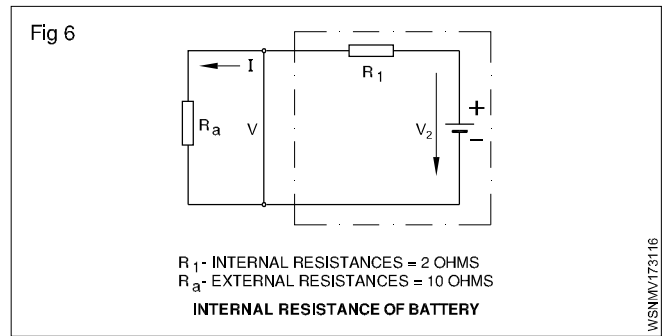 Fig 6
I
R1
Ra
V
V2
+
–
R1- INTERNAL RESISTANCES = 2 OHMS
Ra- EXTERNAL RESISTANCES = 10 OHMS
INTERNAL RESISTANCE OF BATTERY
WSNMV173116